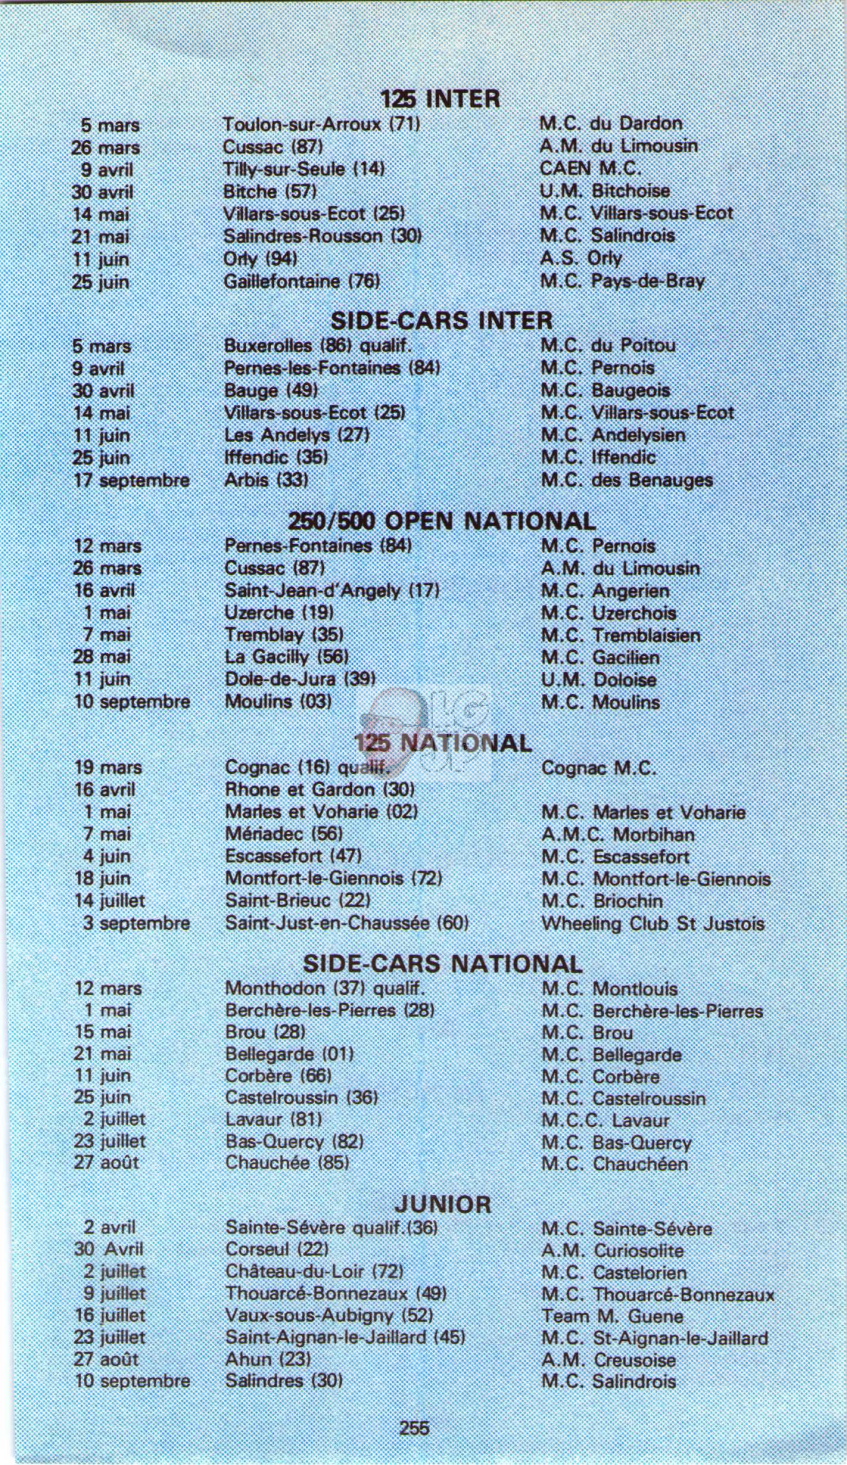 125 INTER
5 mars Toulon-sur-Arroux (71) M.C. du Dardon
26 mars Cussac (87) A.M. du Limousin
9 avril Tilly-sur-Seule (14) CAEN M.C.
30 avril Bitche (57) U.M. Bitchoise
14 mai Villars-sous-Ecot (25) M.C. Villars-sous-Ecot
21 mai Salindres-Rousson (30) M.C. Salindrois
11 juin Orly (94) A.S. Orly
25 juin Gaillefontaine (76) M.C. Pays-de-Bray
SIDE-CARS INTER
5 mars Buxerolles (86) qualif. M.C. du Poitou
9 avril Pernes-les-Fontaines (84) M.C. Pernois
30 avril Bauge (49) M.C. Baugeois
14 mai Villars-sous-Ecot (25) M.C. Villars-sous-Ecot
11 juin Les Andelys (27) M.C. Andelysien
25 juin Iffendic (35) M.C. Iffendic
17 septembre Arbis (33) M.C. des Benauges
250/500 OPEN NATIONAL
12 mars Pernes-Fontaines (84) M.C. Pernois
26 mars Cussac (87) A.M. du Limousin
16 avril Saint-Jean-d'Angely (17) M.C. Angerien
1 mai Uzerche (19) M.C. Uzerchois
7 mai Tremblay (35) M.C. Tremblaisien
28 mai La Gacilly (56) M.C. Gacilien
11 juin Dole-de-Jura (39) U.M. Doloise
10 septembre Moulins (03) M.C. Moulins
LG
JP
125 NATIONAL
19 mars Cognac (16) qualif. Cognac M.C.
16 avril Rhone et Gardon (30)
1 mai Marles et Voharie (02) M.C. Marles et Voharie
7 mai Mériadec (56) A.M.C. Morbihan
4 juin Escassefort (47) M.C. Escassefort
18 juin Montfort-le-Giennois (72) M.C. Montfort-le-Giennois
14 juillet Saint-Brieuc (22) M.C. Briochin
3 septembre Saint-Just-en-Chaussée (60) Wheeling Club St Justois
SIDE-CARS NATIONAL
12 mars Monthodon (37) qualif. M.C. Montlouis
1 mai Berchère-les-Pierres (28) M.C. Berchère-les-Pierres
15 mai Brou (28) M.C. Brou
21 mai Bellegarde (01) M.C. Bellegarde
11 juin Corbère (66) M.C. Corbère
25 juin Castelroussin (36) M.C. Castelroussin
2 juillet Lavaur (81) M.C.C. Lavaur
23 juillet Bas-Quercy (82) M.C. Bas-Quercy
27 août Chauchée (85) M.C. Chauchéen
JUNIOR
2 avril Sainte-Sévère qualif.(36) M.C. Sainte-Sévère
30 Avril Corseul (22) A.M. Curiosolite
2 juillet Château-du-Loir (72) M.C. Castelorien
9 juillet Thouarcé-Bonnezaux (49) M.C. Thouarcé-Bonnezaux
16 juillet Vaux-sous-Aubigny (52) Team M. Guene
23 juillet Saint-Aignan-le-Jaillard (45) M.C. St-Aignan-le-Jaillard
27 août Ahun (23) A.M. Creusoise
10 septembre Salindres (30) M.C. Salindrois
255